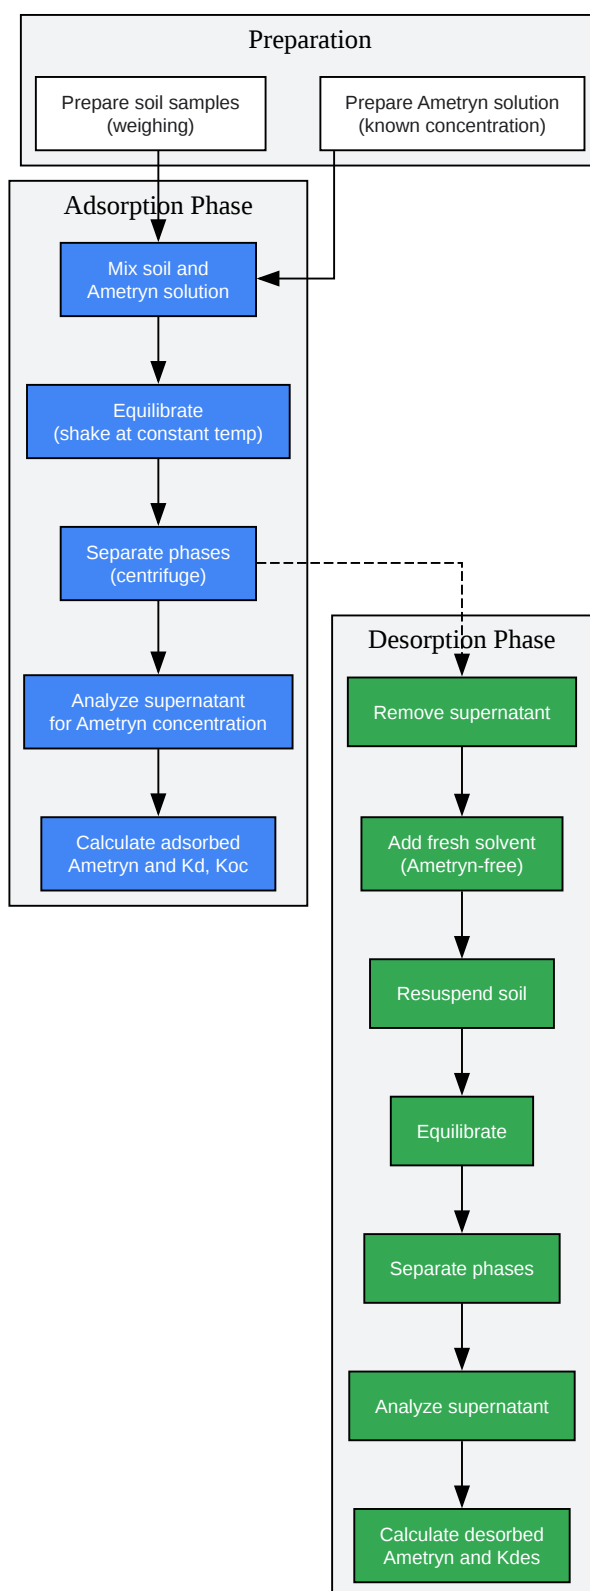 Preparation
Prepare soil samples
(weighing)
Prepare Ametryn solution
(known concentration)
Adsorption Phase
Mix soil and
Ametryn solution
Equilibrate
(shake at constant temp)
Separate phases
(centrifuge)
Analyze supernatant
for Ametryn concentration
Calculate adsorbed
Ametryn and Kd, Koc
Desorption Phase
Remove supernatant
Add fresh solvent
(Ametryn-free)
Resuspend soil
Equilibrate
Separate phases
Analyze supernatant
Calculate desorbed
Ametryn and Kdes